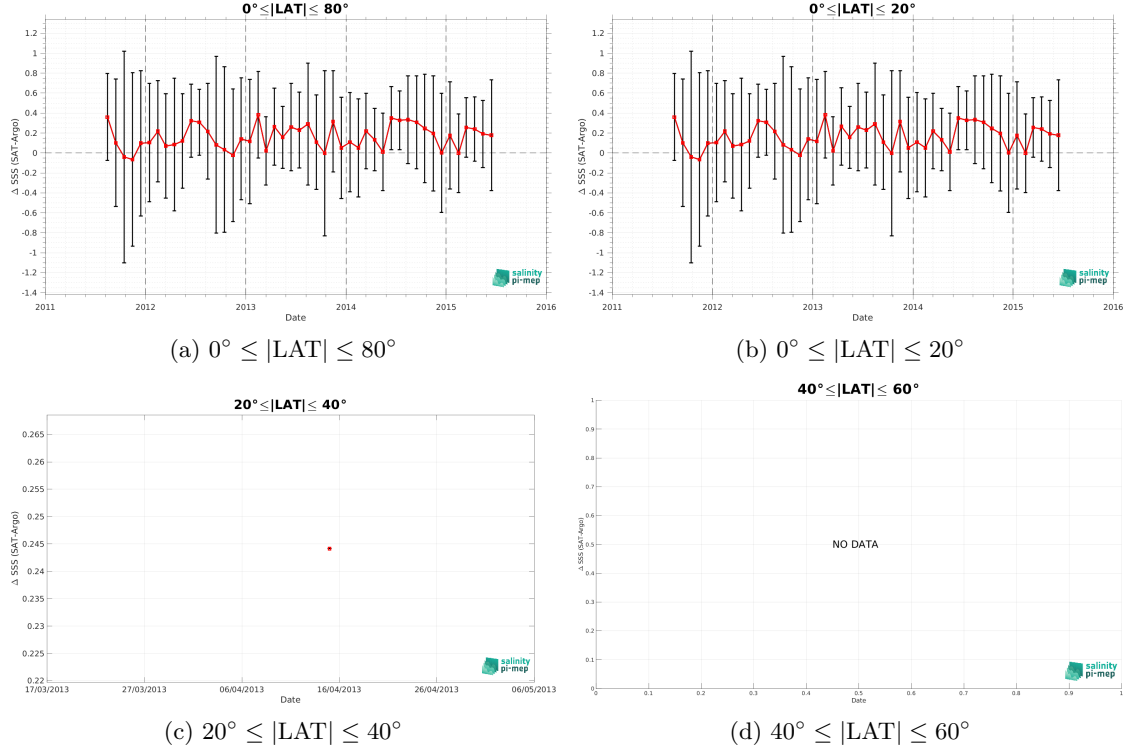 0°≤|LAT|≤ 80°
1.2
1
0.8
0.6
0.4
0.2
0
-0.2
-0.4
-0.6
-0.8
-1
-1.2
-1.4
Δ SSS (SAT-Argo)
2011 2012 2013 2014 2015 2016
Date
salinity
pi-mep
(a) 0° ≤ |LAT| ≤ 80°
0°≤|LAT|≤ 20°
1.2
1
0.8
0.6
0.4
0.2
0
-0.2
-0.4
-0.6
-0.8
-1
-1.2
-1.4
Δ SSS (SAT-Argo)
2011 2012 2013 2014 2015 2016
Date
salinity
pi-mep
(b) 0° ≤ |LAT| ≤ 20°
20°≤|LAT|≤ 40°
0.265
0.26
0.255
0.25
0.245
0.24
0.235
0.23
0.225
0.22
Δ SSS (SAT-Argo)
17/03/2013 27/03/2013 06/04/2013 16/04/2013 26/04/2013 06/05/2013
Date
salinity
pi-mep
(c) 20° ≤ |LAT| ≤ 40°
40°≤|LAT|≤ 60°
1
0.9
0.8
0.7
0.6
0.5
0.4
0.3
0.2
0.1
0
Δ SSS (SAT-Argo)
NO DATA
0 0.1 0.2 0.3 0.4 0.5 0.6 0.7 0.8 0.9 1
Date
salinity
pi-mep
(d) 40° ≤ |LAT| ≤ 60°